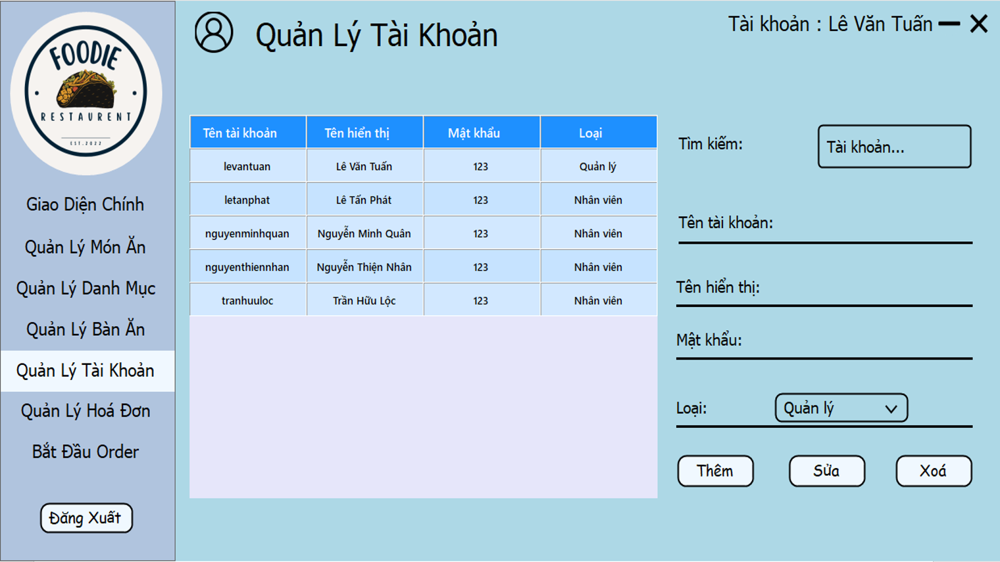 FOODIE
RESTAURENT
EST.2022
Giao Diện Chính
Quản Lý Món Ăn
Quản Lý Danh Mục
Quản Lý Bàn Ăn
Quản Lý Tài Khoản
Quản Lý Hoá Đơn
Bắt Đầu Order
Đăng Xuất
Quản Lý Tài Khoản
Tài khoản : Lê Văn Tuấn
Tên tài khoản Tên hiển thị Mật khẩu Loại
levantuan Lê Văn Tuấn 123 Quản lý
letanphat Lê Tấn Phát 123 Nhân viên
nguyenminhquan Nguyễn Minh Quân 123 Nhân viên
nguyenthiennhan Nguyễn Thiện Nhân 123 Nhân viên
tranhuuloc Trần Hữu Lộc 123 Nhân viên
Tìm kiếm: Tài khoản...
Tên tài khoản:
Tên hiển thị:
Mật khẩu:
Loại: Quản lý
Thêm Sửa Xoá